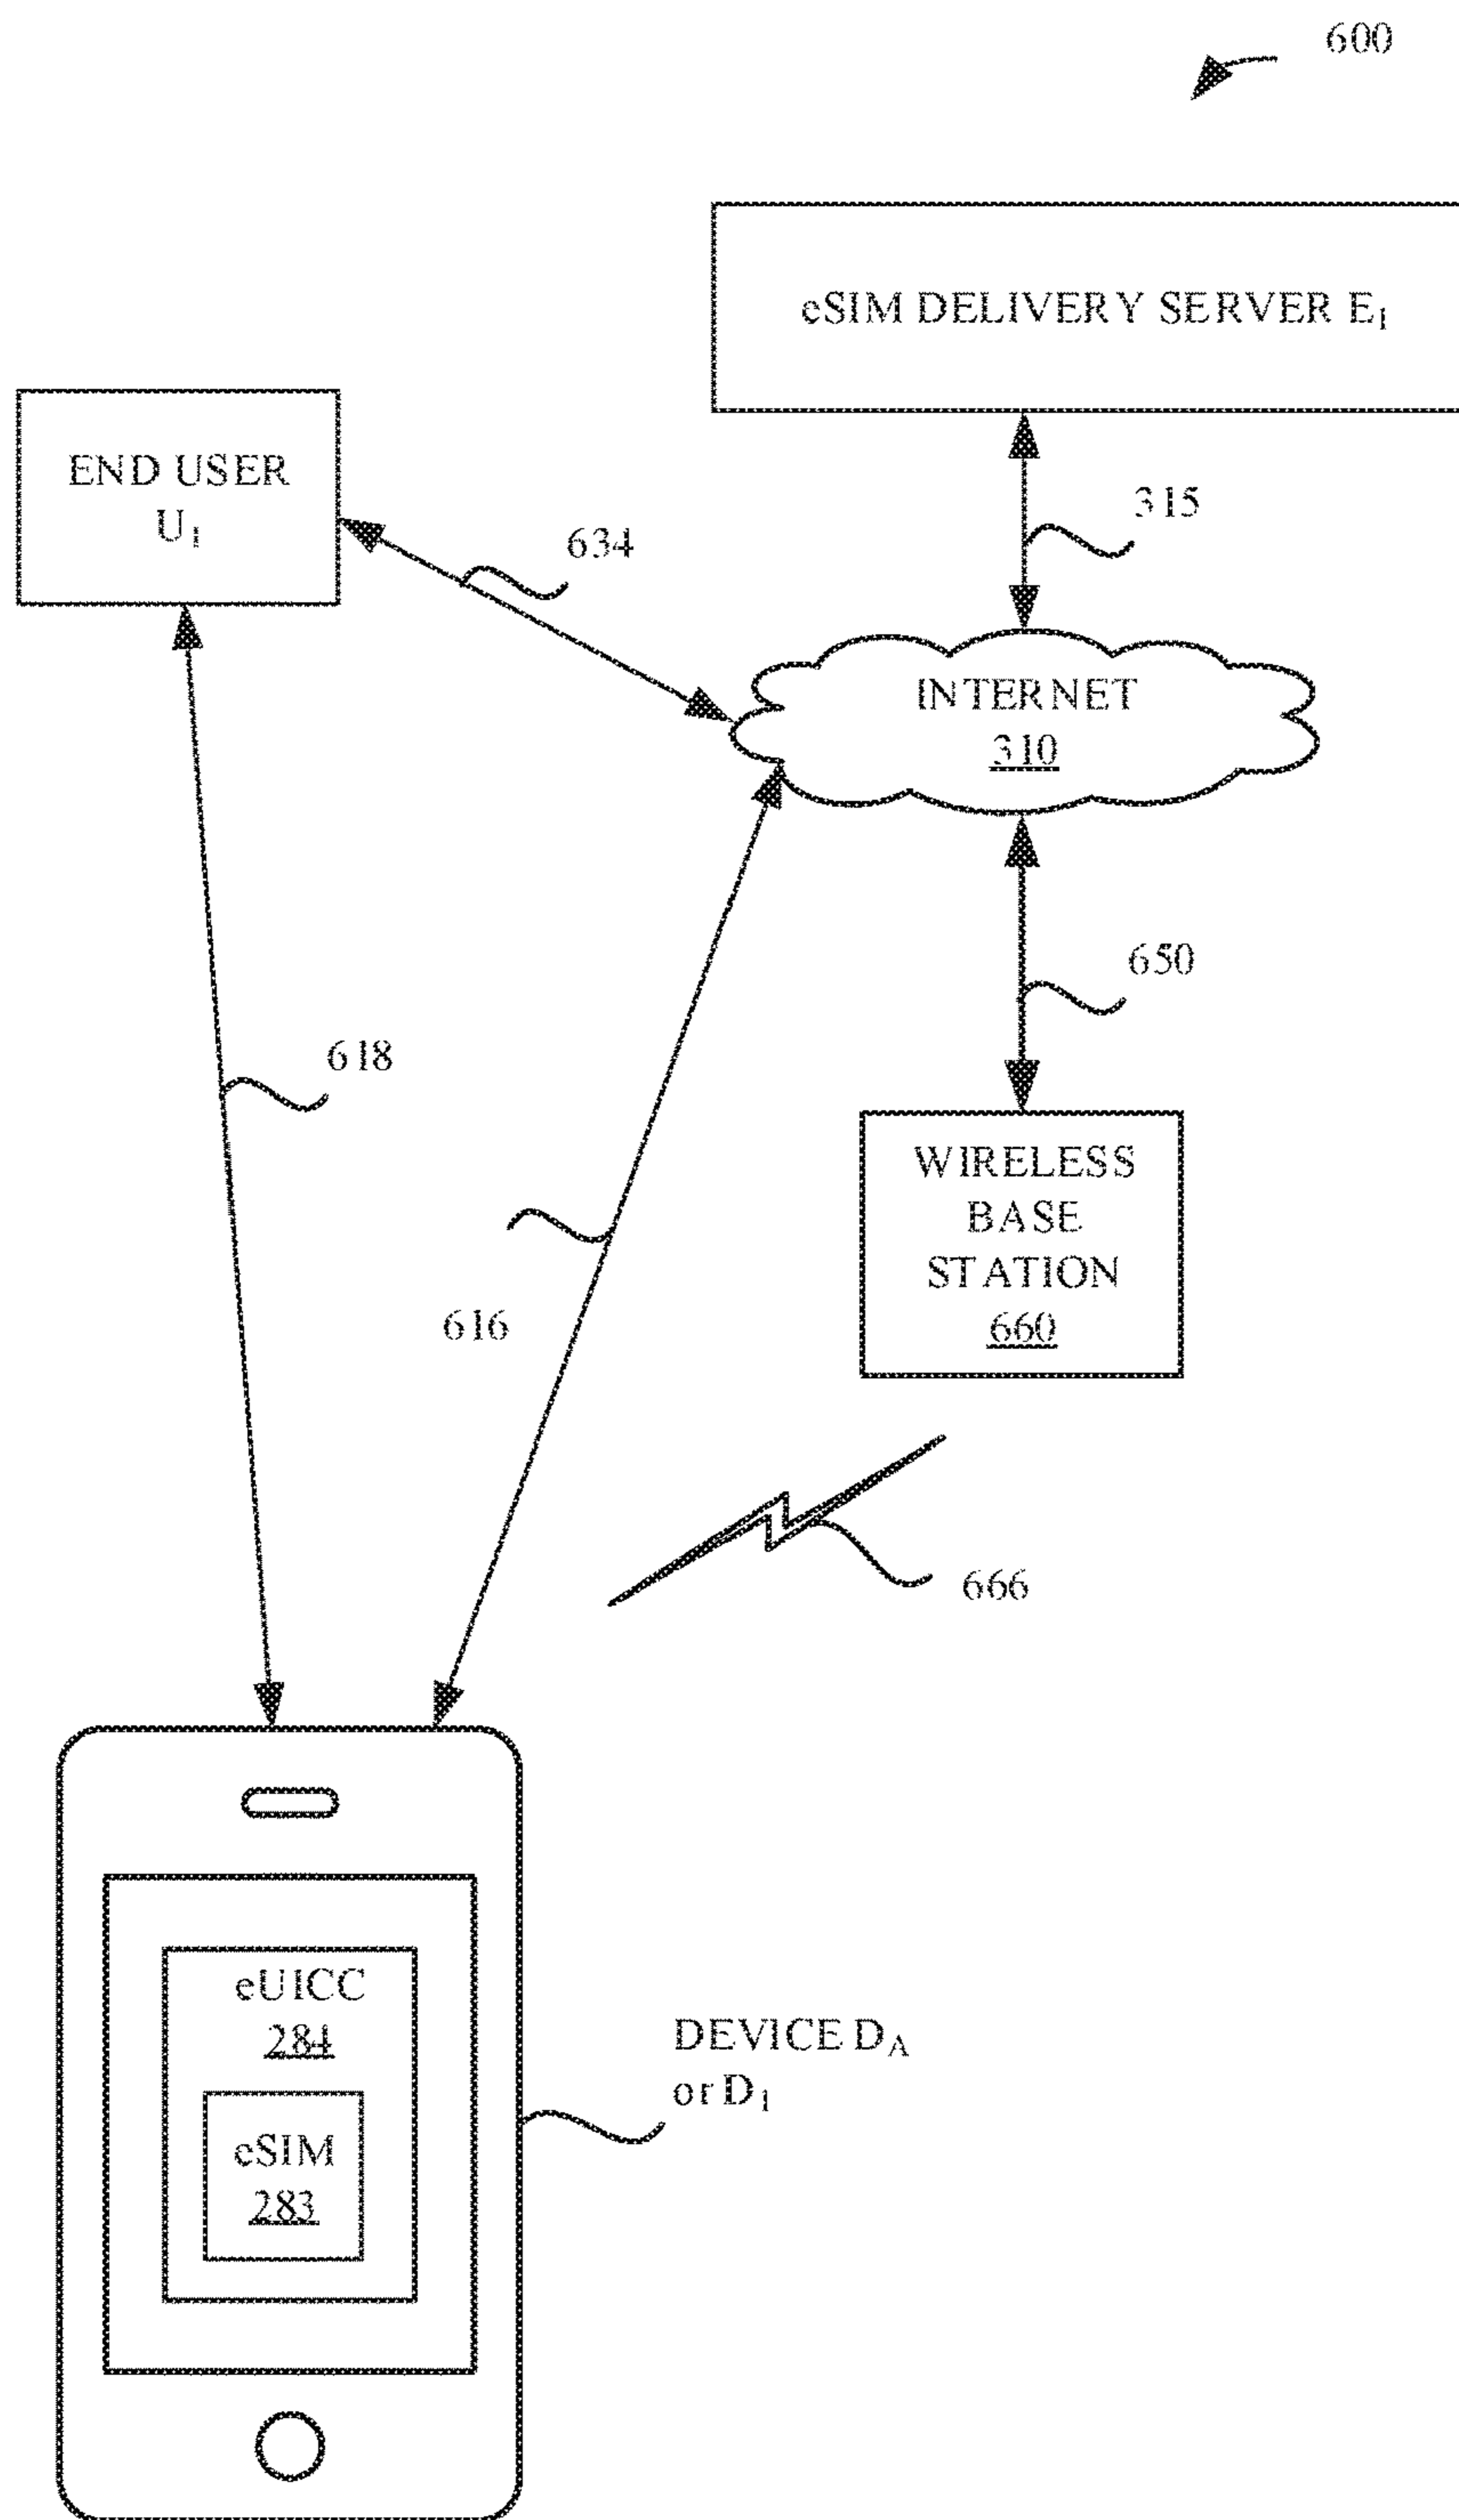 600
eSIM DELIVERY SERVER E1
END USER
U1
634
315
INTERNET
310
650
618
WIRELESS
BASE
STATION
660
616
666
eUICC
284
DEVICE DA
or D1
eSIM
283